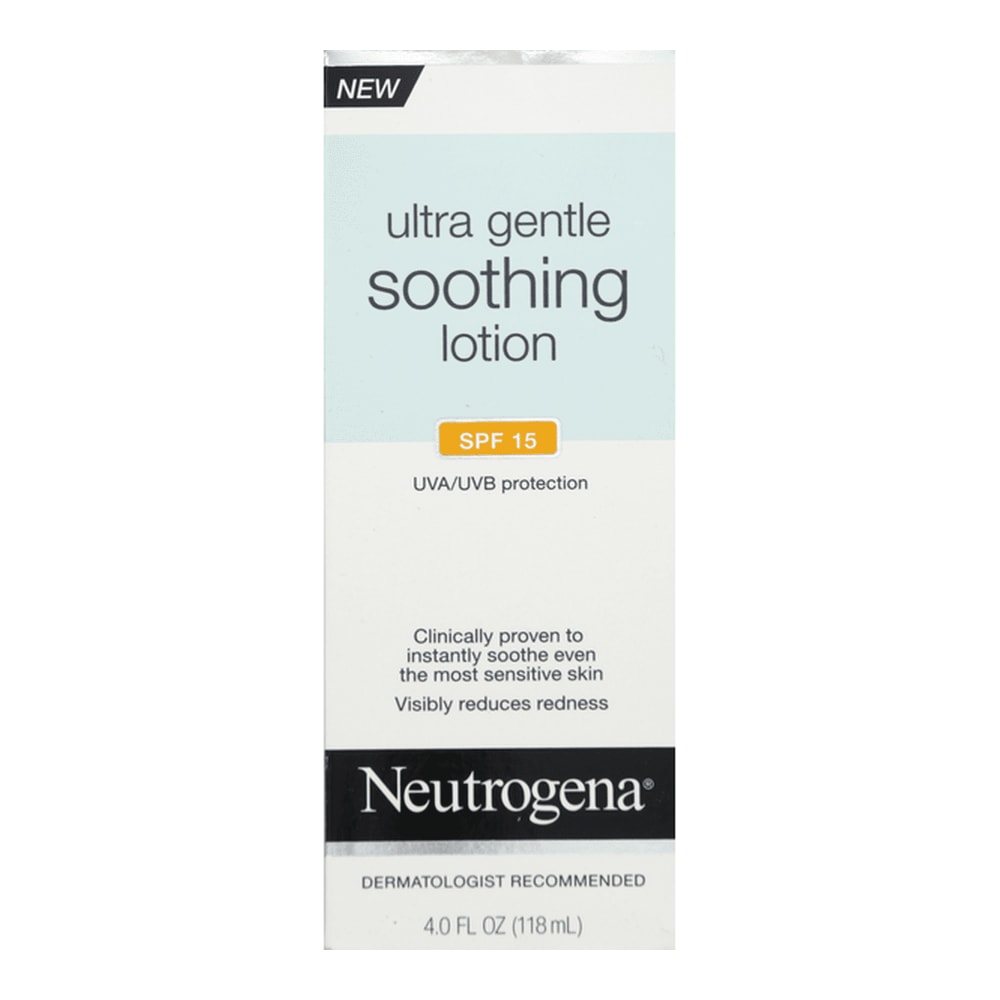 NEW
ultra gentle
soothing
lotion
SPF 15
UVA/UVB protection
Clinically proven to
instantly soothe even
the most sensitive skin
Visibly reduces redness
Neutrogena®
DERMATOLOGIST RECOMMENDED
4.0 FL OZ (118 mL)